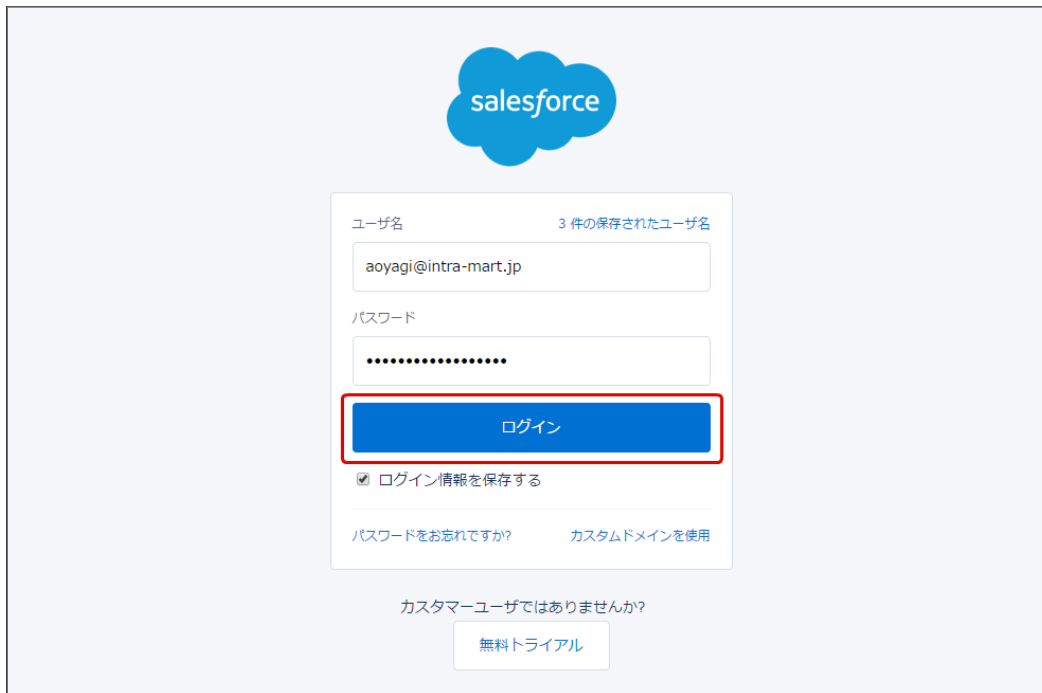 salesforce
ユーザ名
3 件の保存されたユーザ名
aoyagi@intra-mart.jp
パスワード
••••••••••••••••••
ログイン
ログイン情報を保存する
パスワードをお忘れですか?
カスタムドメインを使用
カスタマーユーザではありませんか?
無料トライアル